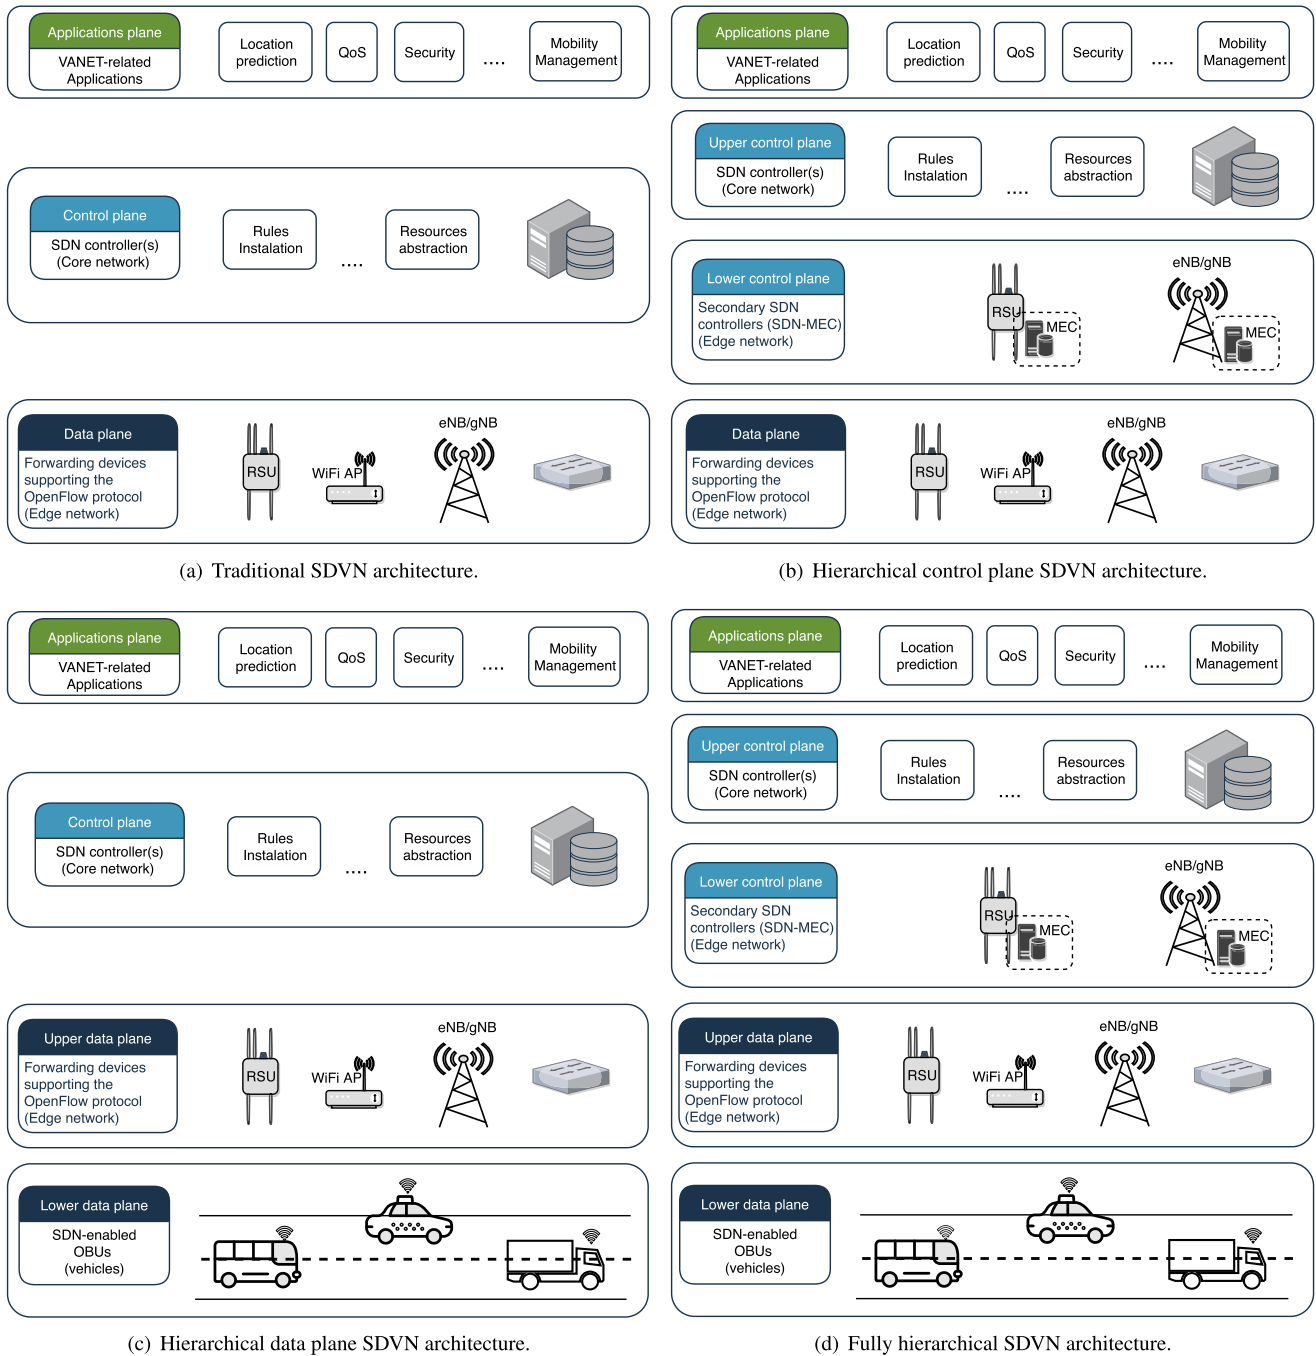 Applications plane
VANET-related
Applications
Location
prediction
QoS
Security
....
Mobility
Management
Control plane
SDN controller(s)
(Core network)
Rules
Instalation
....
Resources
abstraction
Data plane
Forwarding devices
supporting the
OpenFlow protocol
(Edge network)
RSU
WiFi AP
eNB/gNB
(a) Traditional SDVN architecture.
Applications plane
VANET-related
Applications
Location
prediction
QoS
Security
....
Mobility
Management
Upper control plane
SDN controller(s)
(Core network)
Rules
Instalation
....
Resources
abstraction
Lower control plane
Secondary SDN
controllers (SDN-MEC)
(Edge network)
RSU
MEC
eNB/gNB
MEC
Data plane
Forwarding devices
supporting the
OpenFlow protocol
(Edge network)
RSU
WiFi AP
eNB/gNB
(b) Hierarchical control plane SDVN architecture.
Applications plane
VANET-related
Applications
Location
prediction
QoS
Security
....
Mobility
Management
Control plane
SDN controller(s)
(Core network)
Rules
Instalation
....
Resources
abstraction
Upper data plane
Forwarding devices
supporting the
OpenFlow protocol
(Edge network)
RSU
WiFi AP
eNB/gNB
Lower data plane
SDN-enabled
OBUs
(vehicles)
(c) Hierarchical data plane SDVN architecture.
Applications plane
VANET-related
Applications
Location
prediction
QoS
Security
....
Mobility
Management
Upper control plane
SDN controller(s)
(Core network)
Rules
Instalation
....
Resources
abstraction
Lower control plane
Secondary SDN
controllers (SDN-MEC)
(Edge network)
RSU
MEC
eNB/gNB
MEC
Upper data plane
Forwarding devices
supporting the
OpenFlow protocol
(Edge network)
RSU
WiFi AP
eNB/gNB
Lower data plane
SDN-enabled
OBUs
(vehicles)
(d) Fully hierarchical SDVN architecture.